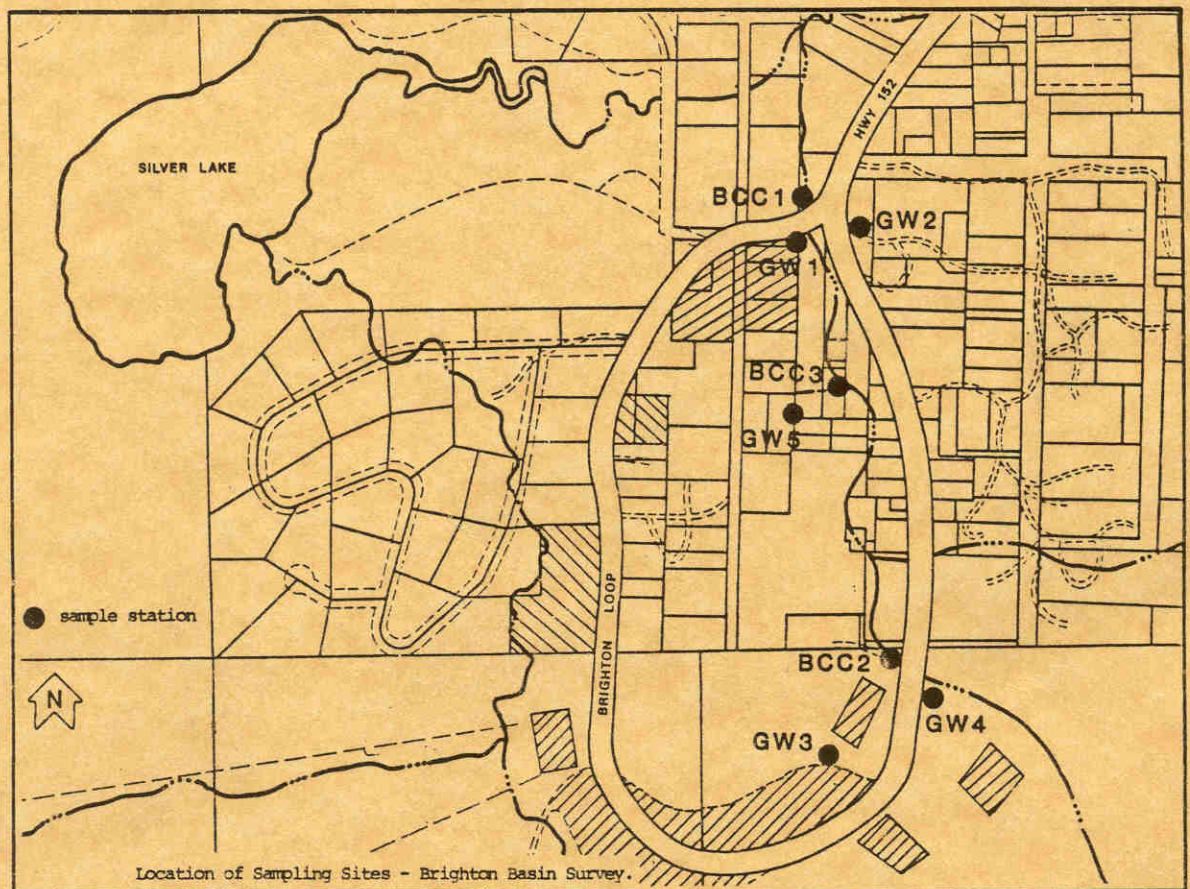 SILVER LAKE
HWY 152
BCC1
GW2
GW1
BCC3
GW5
sample station
BRIGHTON LOOP
BCC2
N
GW4
GW3
Location of Sampling Sites - Brighton Basin Survey.